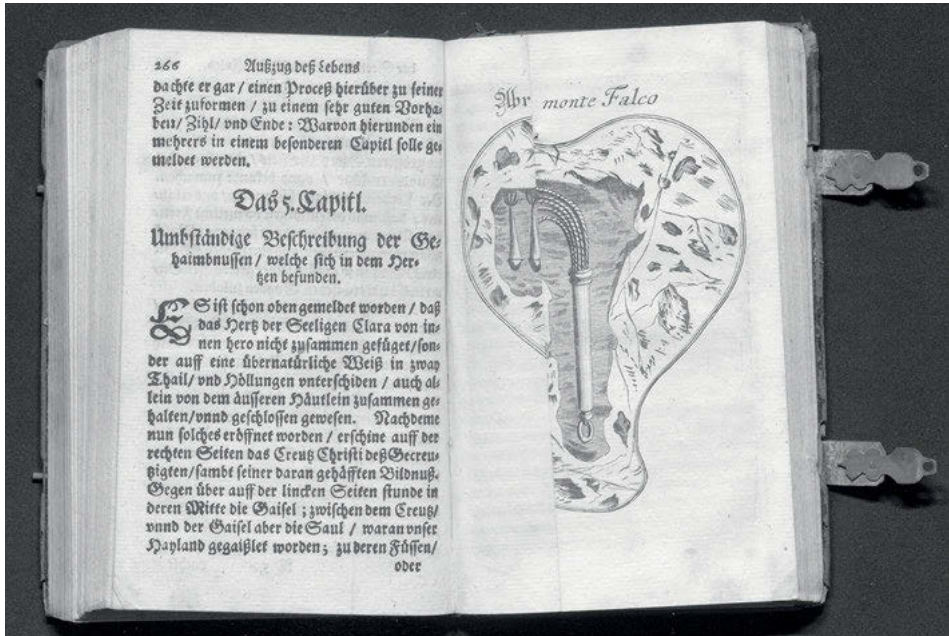 266 Außzug deß Lebens
dachte er gar / einen Proceß hierüber zu seiner
Zeit zuformen / zu einem sehr guten Vorha-
ben / Zihl / vnd Ende : Warvon hierunden ein
mehrers in einem besonderen Capitl solle ge-
meldet werden.
Das 5. Capitl.
Umbständige Beschreibung der Ge-
haimbnussen / welche sich in dem Her-
tzen befunden.
ES ist schon oben gemeldet worden / daß
das Hertz der Seeligen Clara von in-
nen hero nicht zusammen gefüget / son-
der auff eine übernatürliche Weiß in zway
Thail / vnd Höllungen vnterschiden / auch al-
lein von dem äusseren Häutlein zusammen ge-
halten / vnnd geschlossen gewesen. Nachdeme
nun solches eröffnet worden / erschine auff der
rechten Seiten das Creutz Christi deß Gecreu-
tzigten / sambt seiner daran gehäfften Bildnuß.
Gegen über auff der lincken Seiten stunde in
deren Mitte die Gaisel ; zwischen dem Creutz /
vnnd der Gaisel aber die Saul / waran vnser
Hayland gegaißlet worden ; zu deren Füssen /
oder
monte Falco